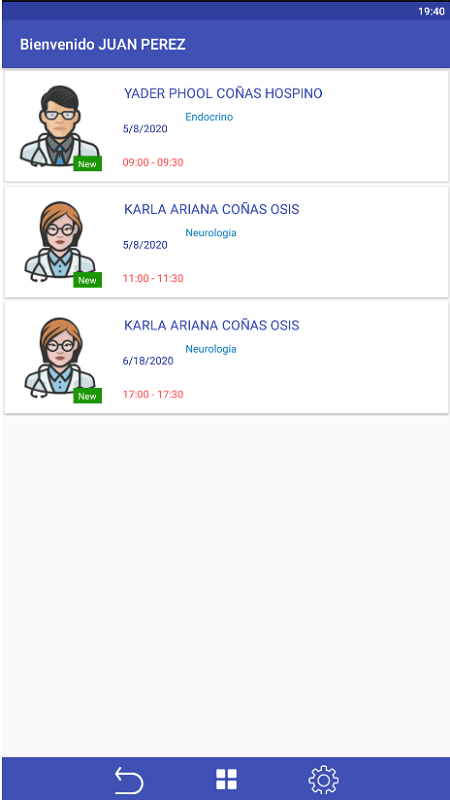 19:40
Bienvenido JUAN PEREZ
YADER PHOOL COÑAS HOSPINO
Endocrino
5/8/2020
New
09:00 - 09:30
KARLA ARIANA COÑAS OSIS
Neurologia
5/8/2020
New
11:00 - 11:30
KARLA ARIANA COÑAS OSIS
Neurologia
6/18/2020
New
17:00 - 17:30